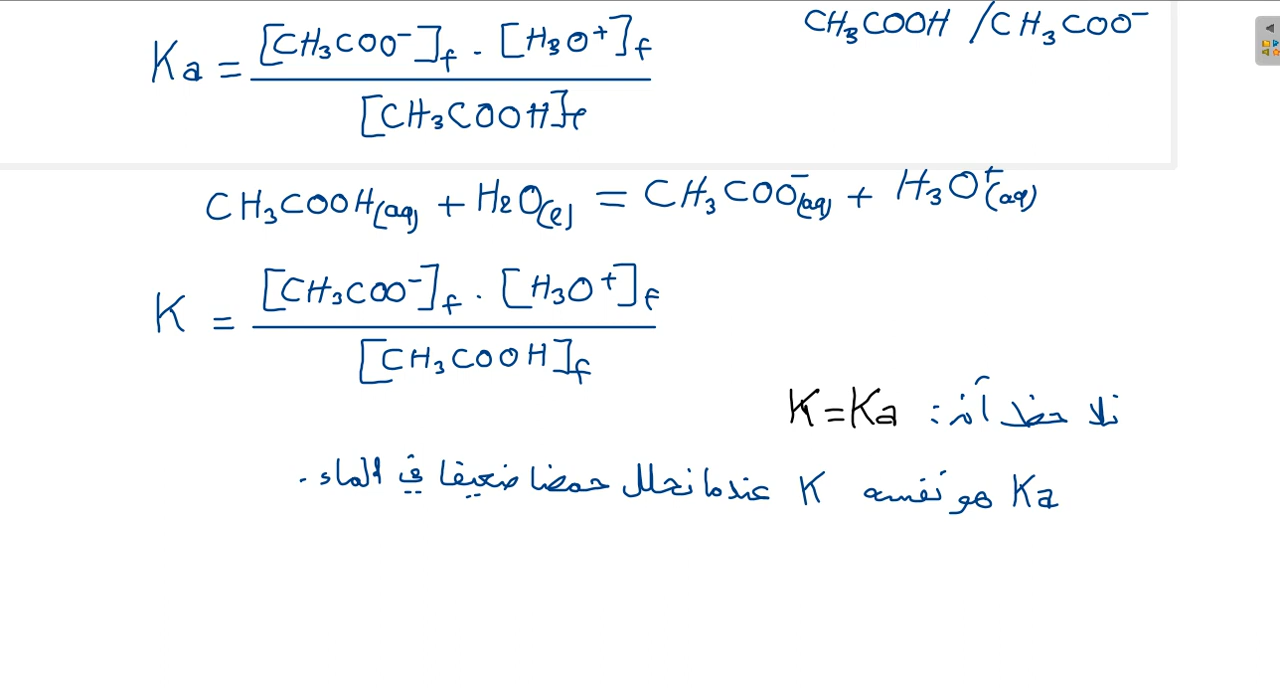 CH₃COOH /CH₃COO⁻
Ka = [CH₃COO⁻]f . [H₃O⁺]f / [CH₃COOH]f
CH₃COOH(aq) + H₂O(l) = CH₃COO⁻(aq) + H₃O⁺(aq)
K = [CH₃COO⁻]f . [H₃O⁺]f / [CH₃COOH]f
نلاحظ أنّ : K=Ka
Ka هو نفسه K عندما نحلل حمضا ضعيفا في الماء .